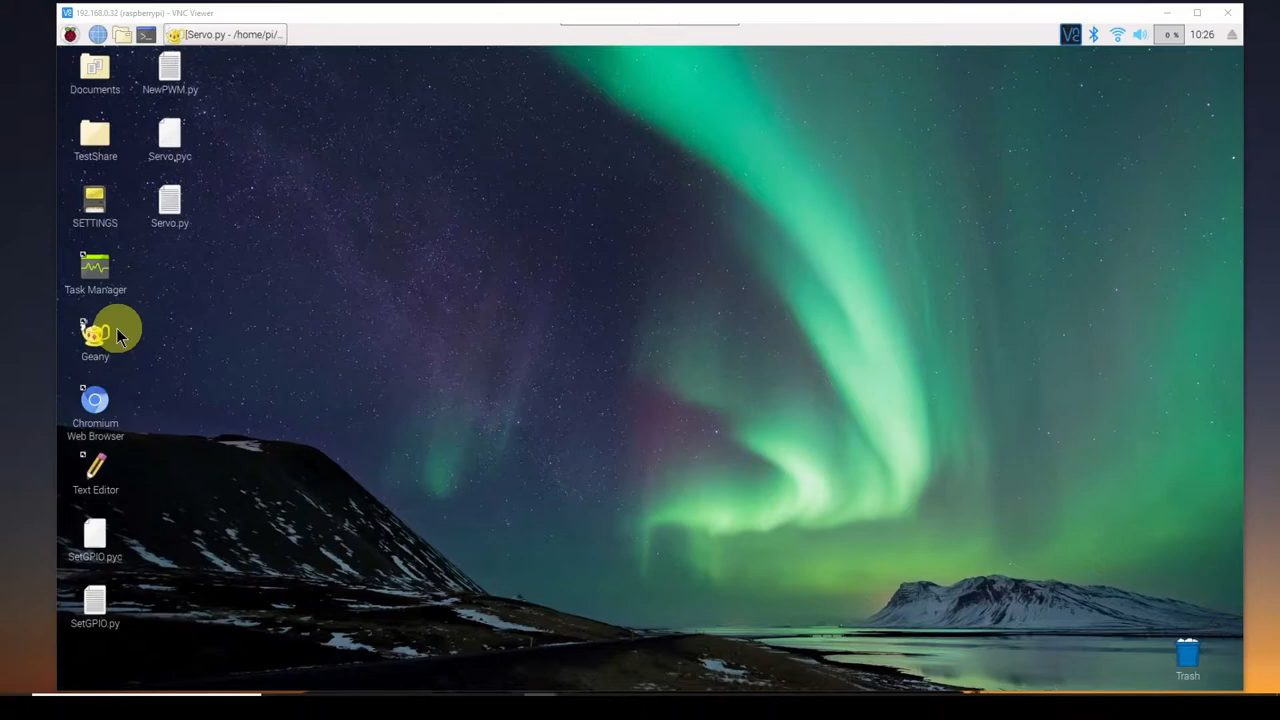 192.168.0.32 (raspberrypi) - VNC Viewer
[Servo.py - /home/pi/...
0 %
10:26
Documents
NewPWM.py
TestShare
Servo.pyc
SETTINGS
Servo.py
Task Manager
Geany
Chromium
Web Browser
Text Editor
SetGPIO.pyc
SetGPIO.py
Trash